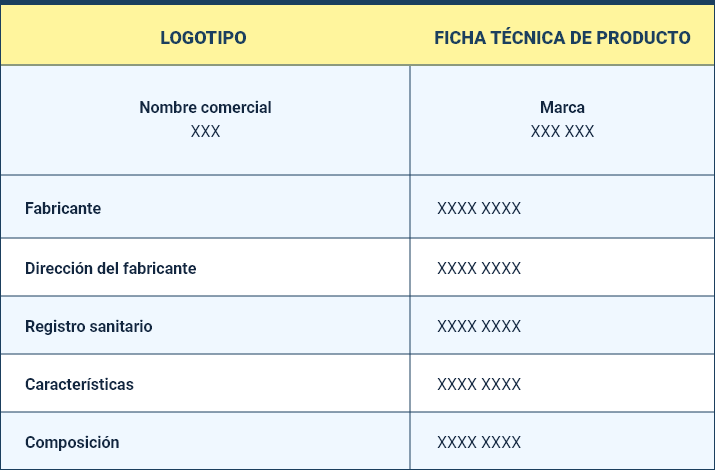 LOGOTIPO FICHA TÉCNICA DE PRODUCTO
Nombre comercial Marca
XXX XXX XXX
Fabricante XXXX XXXX
Dirección del fabricante XXXX XXXX
Registro sanitario XXXX XXXX
Características XXXX XXXX
Composición XXXX XXXX